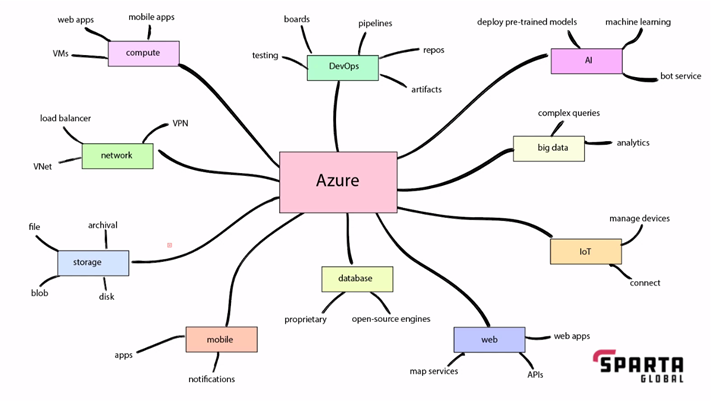 web apps
mobile apps
VMs
compute
boards
pipelines
testing
repos
DevOps
artifacts
deploy pre-trained models
machine learning
AI
bot service
load balancer
VPN
VNet
network
complex queries
big data
analytics
Azure
file
archival
storage
blob
disk
manage devices
IoT
connect
database
proprietary
open-source engines
mobile
apps
notifications
web
web apps
map services
APIs
SPARTA
GLOBAL